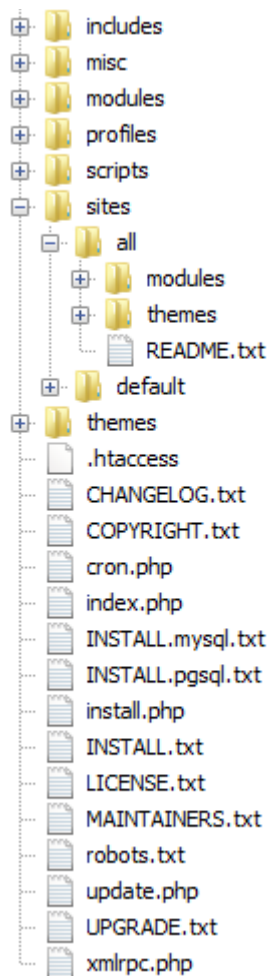 includes
misc
modules
profiles
scripts
sites
all
modules
themes
README.txt
default
themes
.htaccess
CHANGELOG.txt
COPYRIGHT.txt
cron.php
index.php
INSTALL.mysql.txt
INSTALL.pgsql.txt
install.php
INSTALL.txt
LICENSE.txt
MAINTAINERS.txt
robots.txt
update.php
UPGRADE.txt
xmlrpc.php